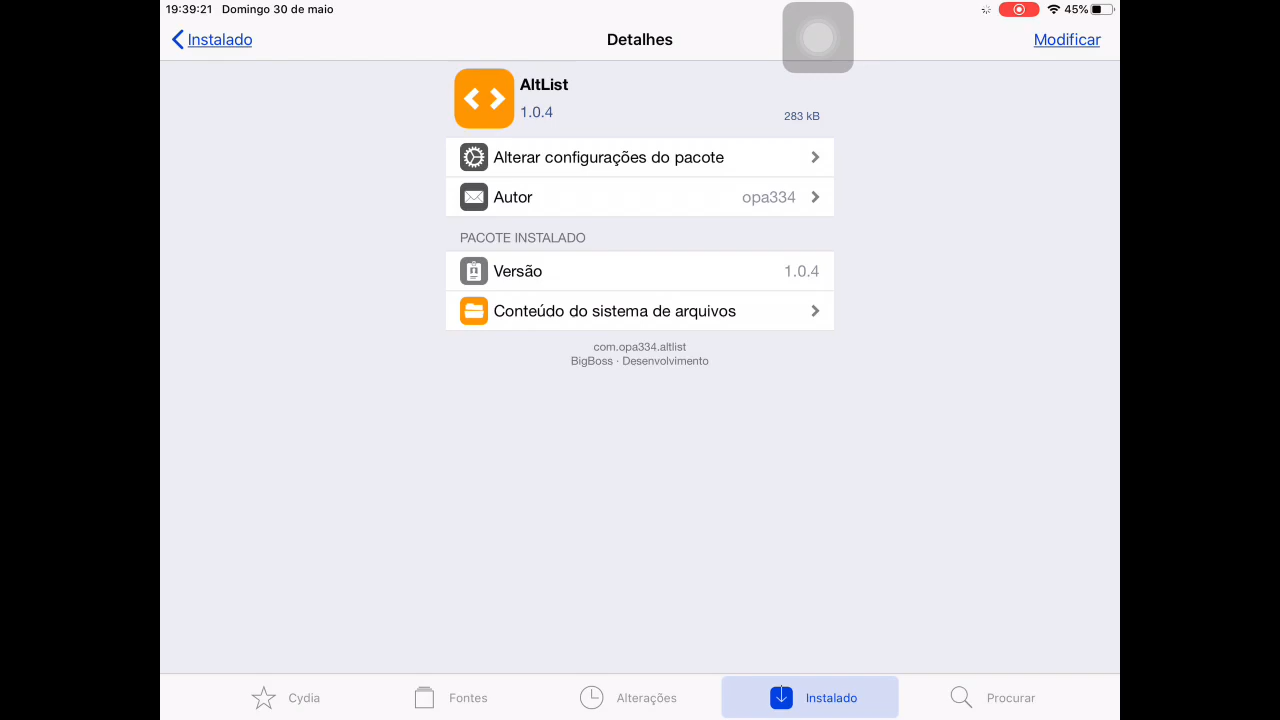 19:39:21 Domingo 30 de maio 45%
Instalado Detalhes Modificar
AltList
1.0.4
283 kB
Alterar configurações do pacote
Autor opa334
PACOTE INSTALADO
Versão 1.0.4
Conteúdo do sistema de arquivos
com.opa334.altlist
BigBoss · Desenvolvimento
Cydia Fontes Alterações Instalado Procurar